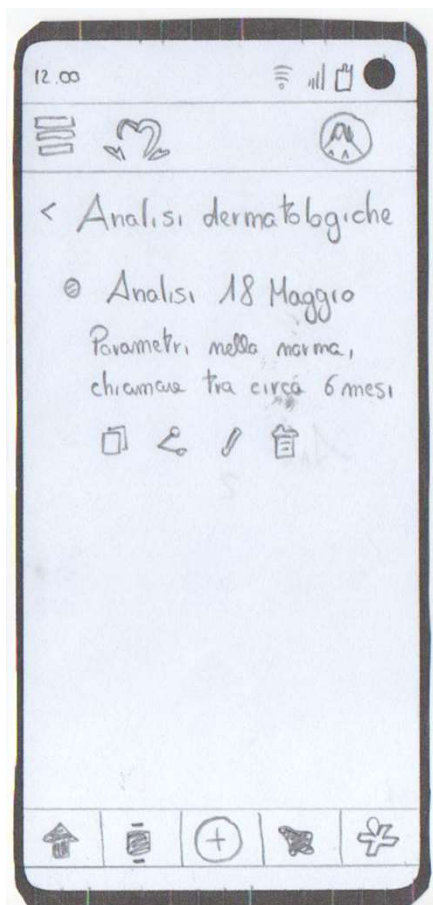 12.00
< Analisi dermatologiche
Analisi 18 Maggio
Parametri nella norma,
chiamare tra circa 6 mesi